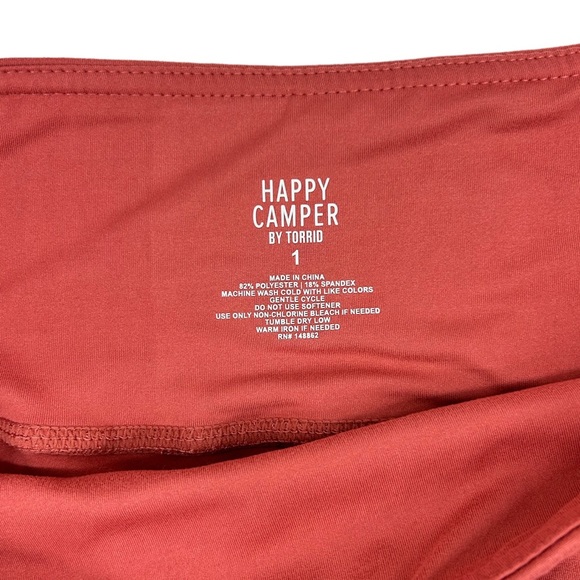 HAPPY
CAMPER
BY TORRID
1
MADE IN CHINA
82% POLYESTER | 18% SPANDEX
MACHINE WASH COLD WITH LIKE COLORS
GENTLE CYCLE
DO NOT USE SOFTENER
USE ONLY NON-CHLORINE BLEACH IF NEEDED
TUMBLE DRY LOW
WARM IRON IF NEEDED
RN# 148862